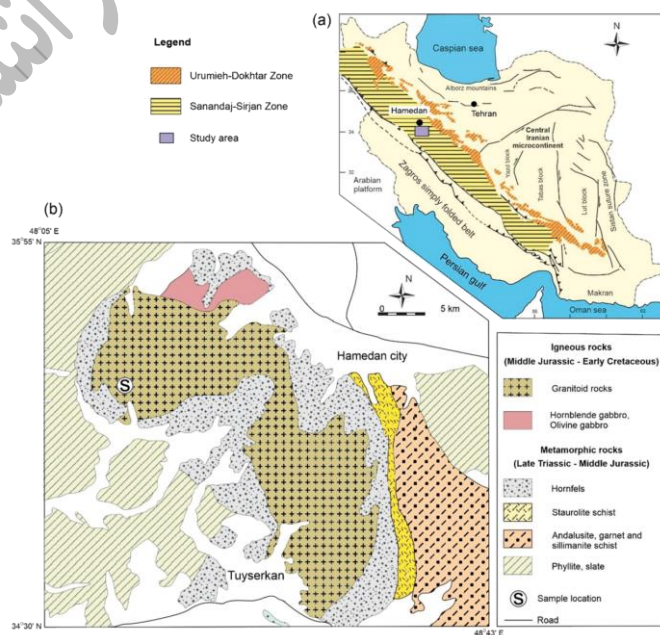 (a)
N
Legend
Urumieh-Dokhtar Zone
Sanandaj-Sirjan Zone
Study area
Caspian sea
Alborz mountains
Hamedan
Tehran
Central
Iranian
microcontinent
Yazd block
Tabas block
Lut block
Sistan suture zone
Arabian
platform
Zagros simply folded belt
Persian gulf
Makran
Oman sea
(b)
48°05' E
35°55' N
N
0 5 km
Hamedan city
S
Tuyserkan
34°30' N
48°43' E
Igneous rocks
(Middle Jurassic - Early Cretaceous)
Granitoid rocks
Hornblende gabbro,
Olivine gabbro
Metamorphic rocks
(Late Triassic - Middle Jurassic)
Hornfels
Staurolite schist
Andalusite, garnet and
sillimanite schist
Phyllite, slate
S Sample location
Road